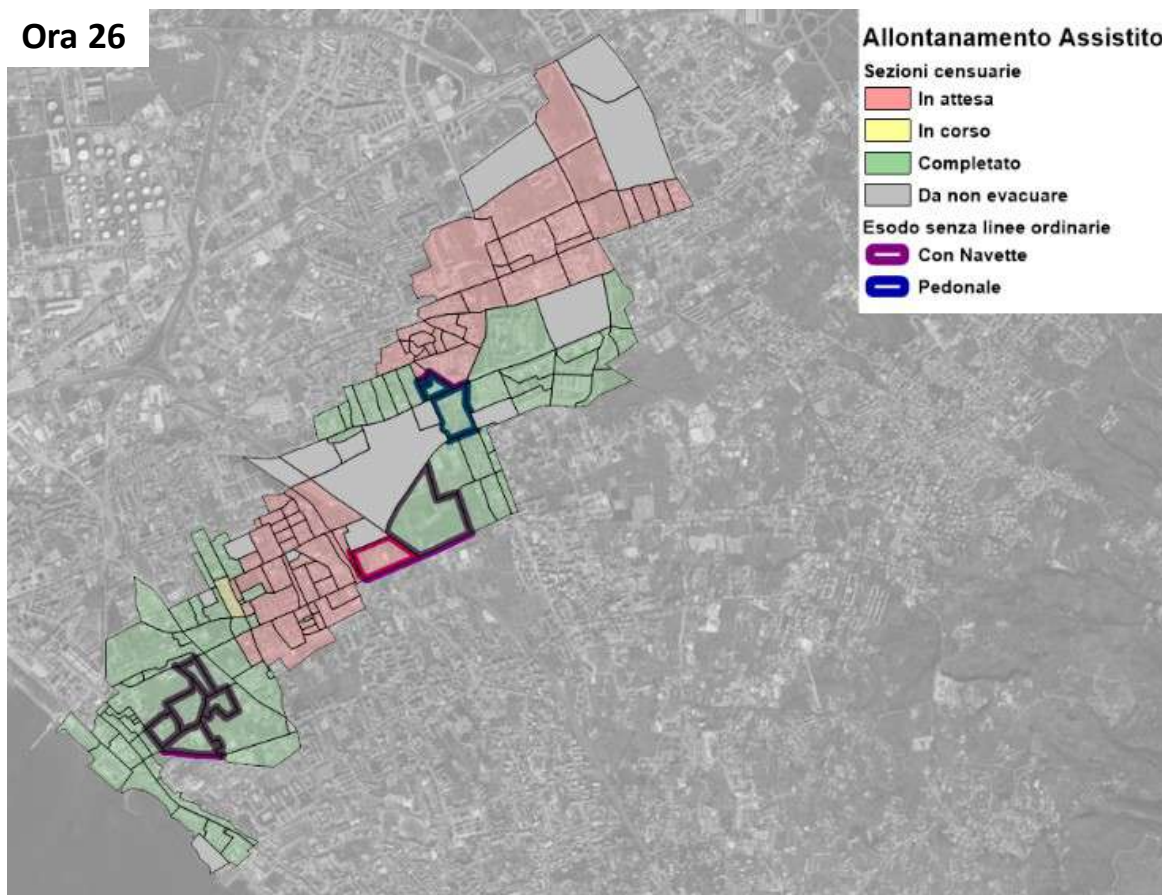 Ora 26
Allontanamento Assistito
Sezioni censuarie
In attesa
In corso
Completato
Da non evacuare
Esodo senza linee ordinarie
Con Navette
Pedonale